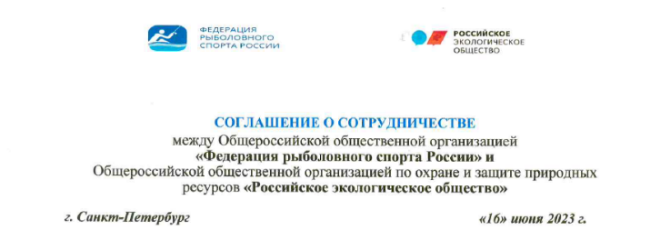 ФЕДЕРАЦИЯ
РЫБОЛОВНОГО
СПОРТА РОССИИ
РОССИЙСКОЕ
ЭКОЛОГИЧЕСКОЕ
ОБЩЕСТВО
СОГЛАШЕНИЕ О СОТРУДНИЧЕСТВЕ
между Общероссийской общественной организацией
«Федерация рыболовного спорта России» и
Общероссийской общественной организацией по охране и защите природных
ресурсов «Российское экологическое общество»
г. Санкт-Петербург
«16» июня 2023 г.